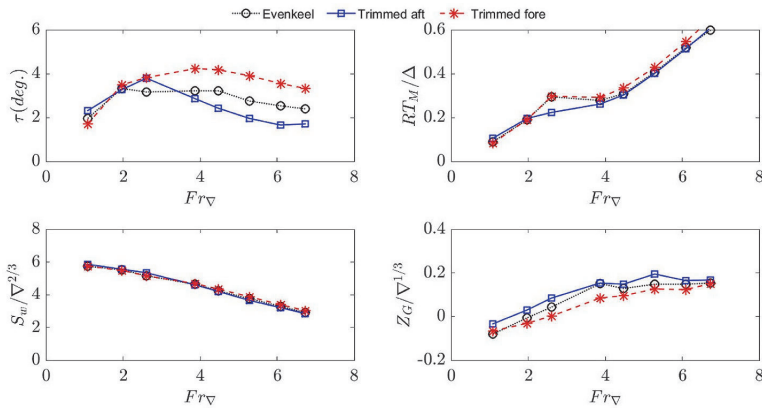 Evenkeel Trimmed aft Trimmed fore
τ(deg.)
6
4
2
0
0 2 4 6 8
Fr∇
RT_M/Δ
0.6
0.4
0.2
0
0 2 4 6 8
Fr∇
S_w/∇^{2/3}
8
6
4
2
0
0 2 4 6 8
Fr∇
Z_G/∇^{1/3}
0.4
0.2
0
-0.2
0 2 4 6 8
Fr∇